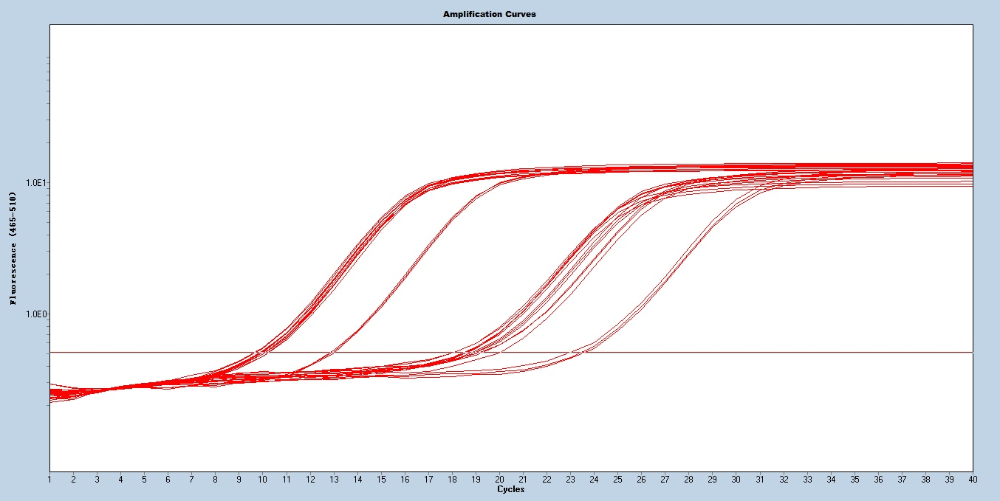 Amplification Curves
Fluorescence (465-510)
1.0E1
1.0E0
1 2 3 4 5 6 7 8 9 10 11 12 13 14 15 16 17 18 19 20 21 22 23 24 25 26 27 28 29 30 31 32 33 34 35 36 37 38 39 40
Cycles